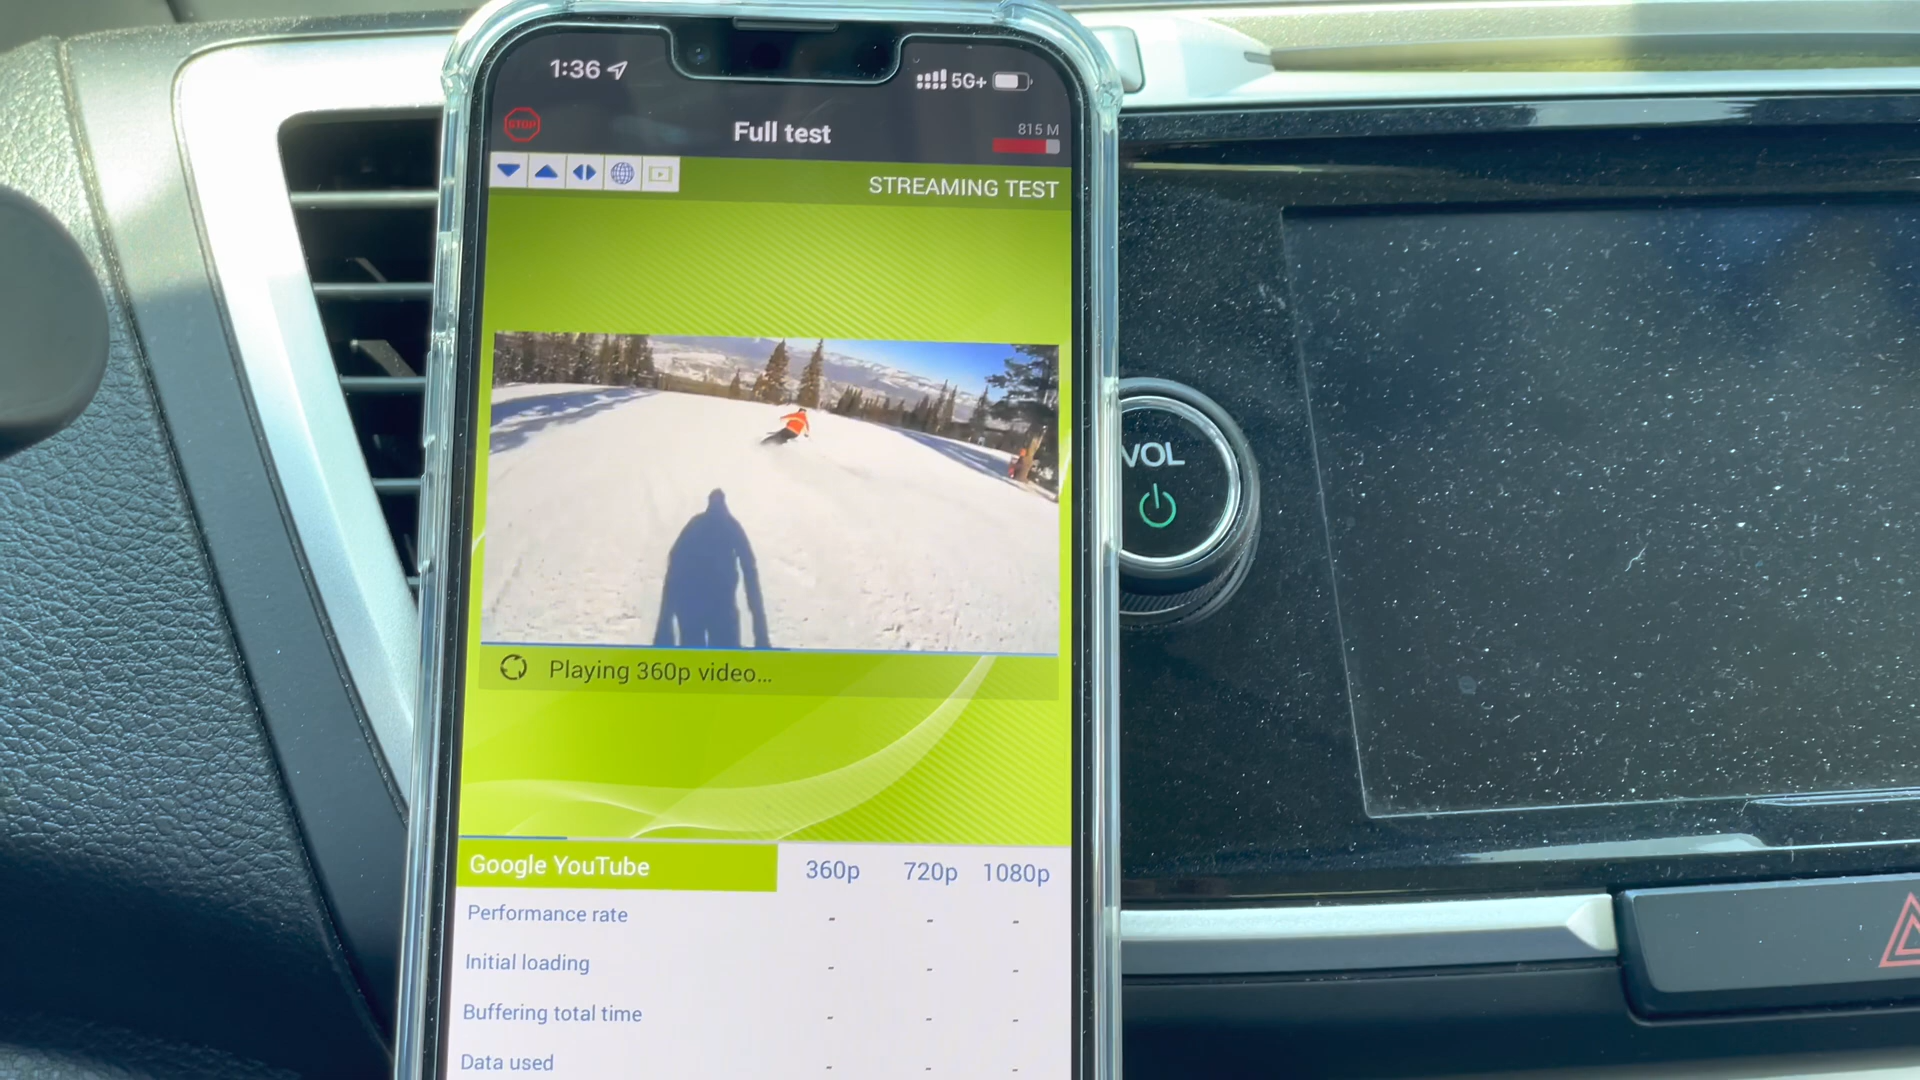 1:36 5G+
STOP Full test 815 M
STREAMING TEST
Playing 360p video...
Google YouTube 360p 720p 1080p
Performance rate - - -
Initial loading - - -
Buffering total time - - -
Data used - - -
VOL